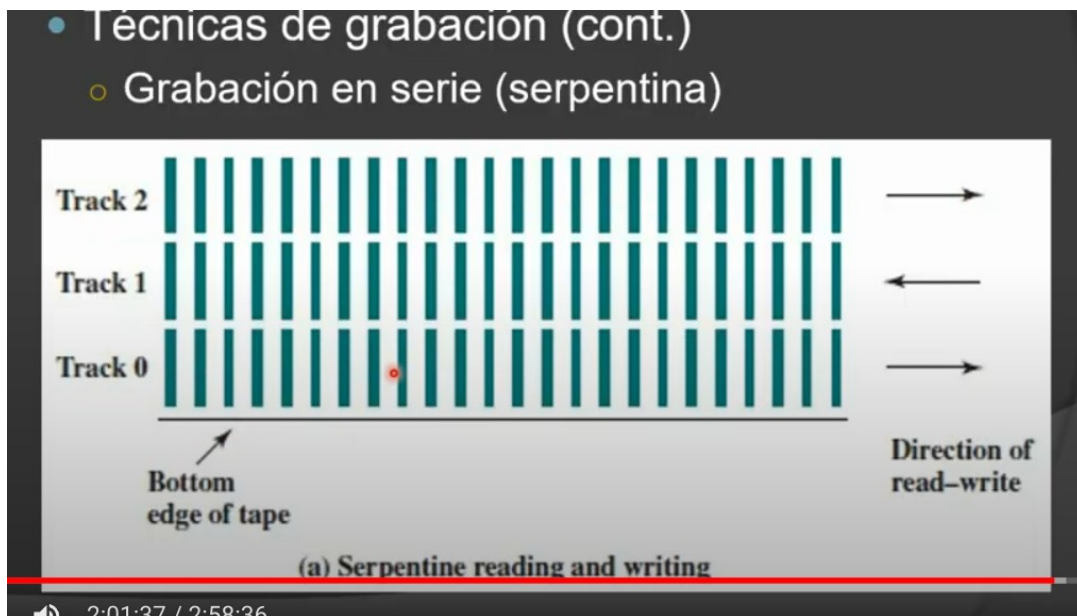 Técnicas de grabación (cont.)
Grabación en serie (serpentina)
Track 2
Track 1
Track 0
Bottom
edge of tape
Direction of
read–write
(a) Serpentine reading and writing
2:01:37 / 2:58:36